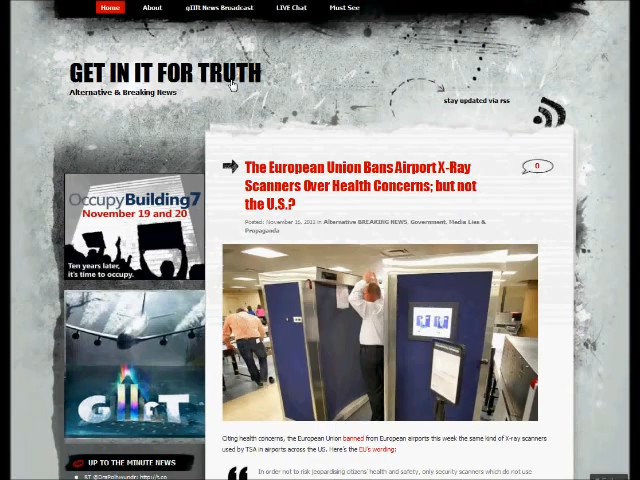 Home About gIIft News Broadcast LIVE Chat Must See
GET IN IT FOR TRUTH
Alternative & Breaking News
stay updated via rss
The European Union Bans Airport X-Ray
Scanners Over Health Concerns; but not
the U.S.?
0
Posted: November 16, 2011 in Alternative BREAKING NEWS, Government, Media Lies &
Propaganda
OccupyBuilding7
November 19 and 20
Ten years later,
it's time to occupy.
GIIFT
Citing health concerns, the European Union banned from European airports this week the same kind of X-ray scanners
used by TSA in airports across the US. Here's the EU's wording:
UP TO THE MINUTE NEWS
In order not to risk jeopardising citizens' health and safety, only security scanners which do not use